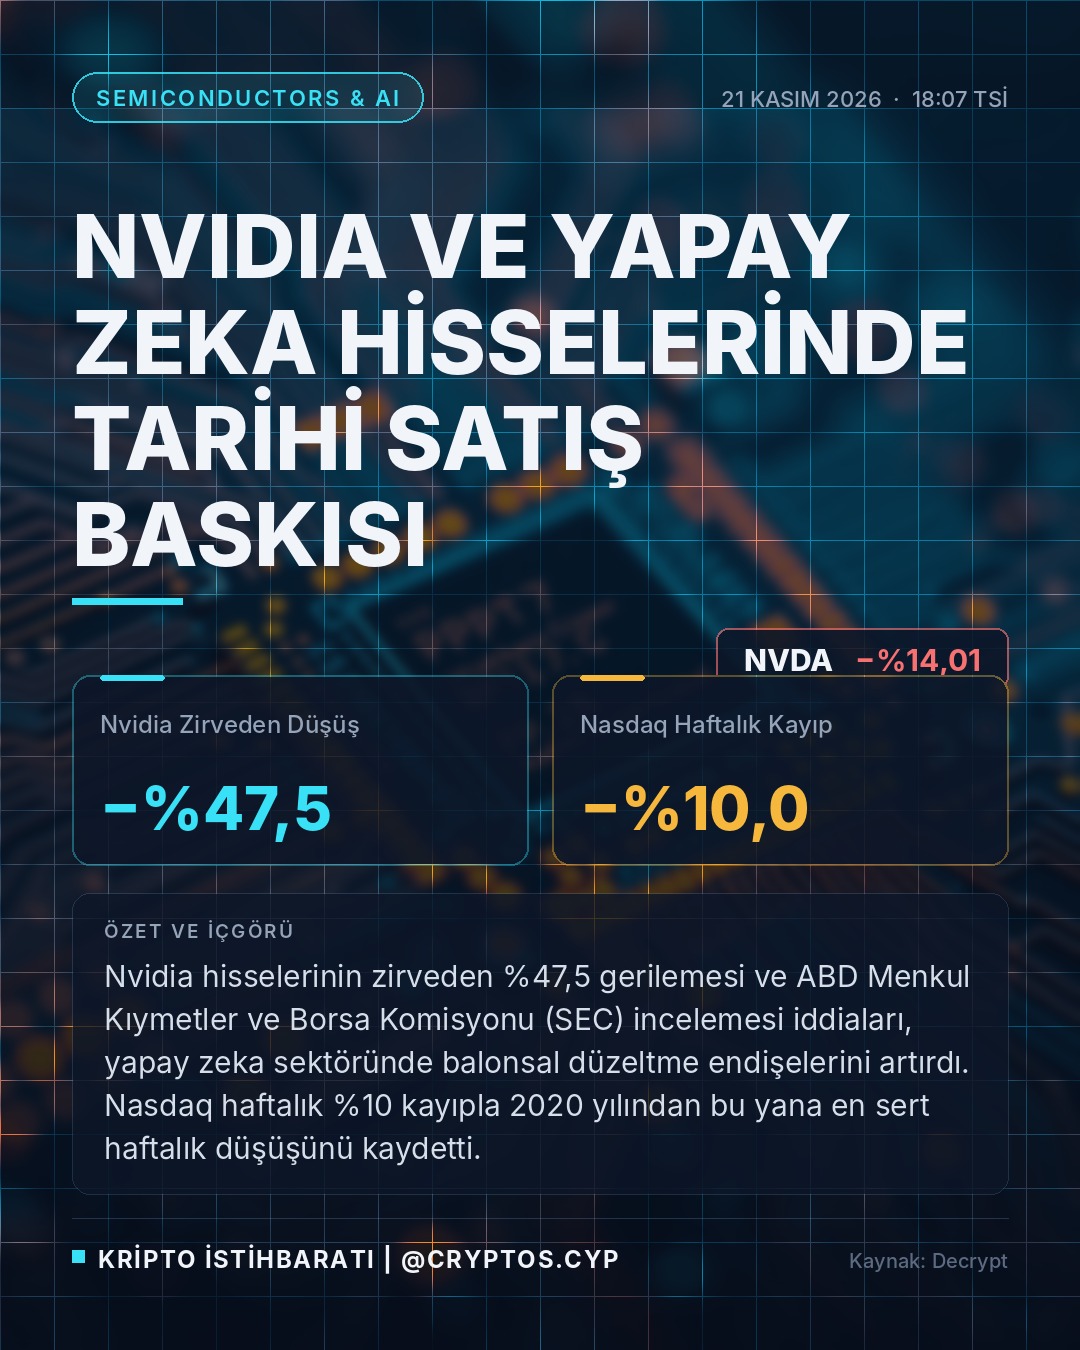 SEMICONDUCTORS & AI
21 KASIM 2026 · 18:07 TSİ
NVIDIA VE YAPAY
ZEKA HİSSELERİNDE
TARİHİ SATIŞ
BASKISI
NVDA −%14,01
Nvidia Zirveden Düşüş
−%47,5
Nasdaq Haftalık Kayıp
−%10,0
ÖZET VE İÇGÖRÜ
Nvidia hisselerinin zirveden %47,5 gerilemesi ve ABD Menkul
Kıymetler ve Borsa Komisyonu (SEC) incelemesi iddiaları,
yapay zeka sektöründe balonsal düzeltme endişelerini artırdı.
Nasdaq haftalık %10 kayıpla 2020 yılından bu yana en sert
haftalık düşüşünü kaydetti.
KRİPTO İSTİHBARATI | @CRYPTOS.CYP
Kaynak: Decrypt